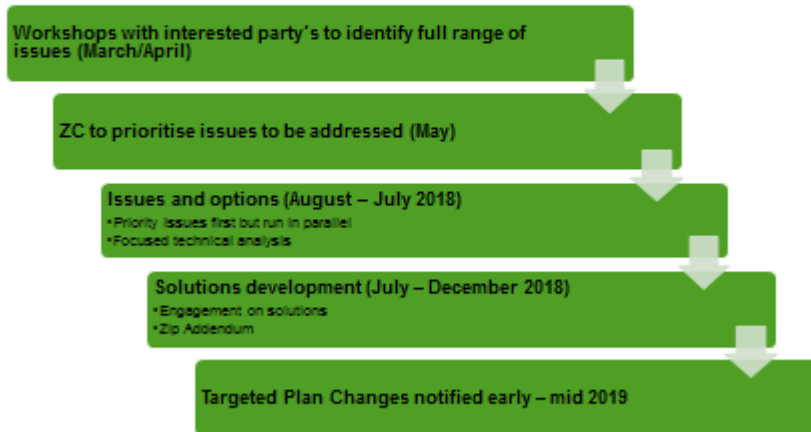 Workshops with interested party's to identify full range of
issues (March/April)
ZC to prioritise issues to be addressed (May)
Issues and options (August – July 2018)
•Priority issues first but run in parallel
•Focused technical analysis
Solutions development (July – December 2018)
•Engagement on solutions
•Zip Addendum
Targeted Plan Changes notified early – mid 2019